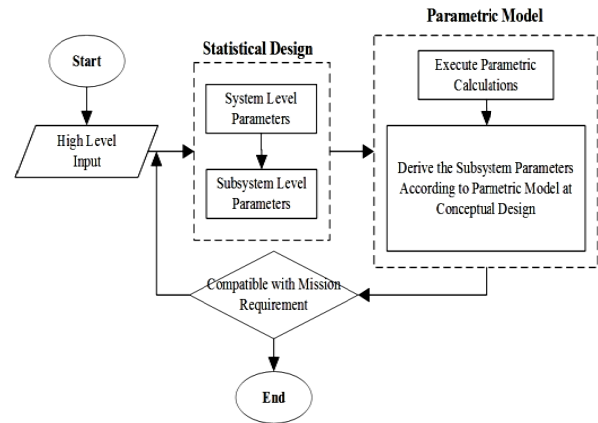 Parametric Model
Statistical Design
Start
Execute Parametric
Calculations
System Level
Parameters
High Level
Input
Derive the Subsystem Parameters
According to Parmetric Model at
Conceptual Design
Subsystem Level
Parameters
Compatible with Mission
Requirement
End